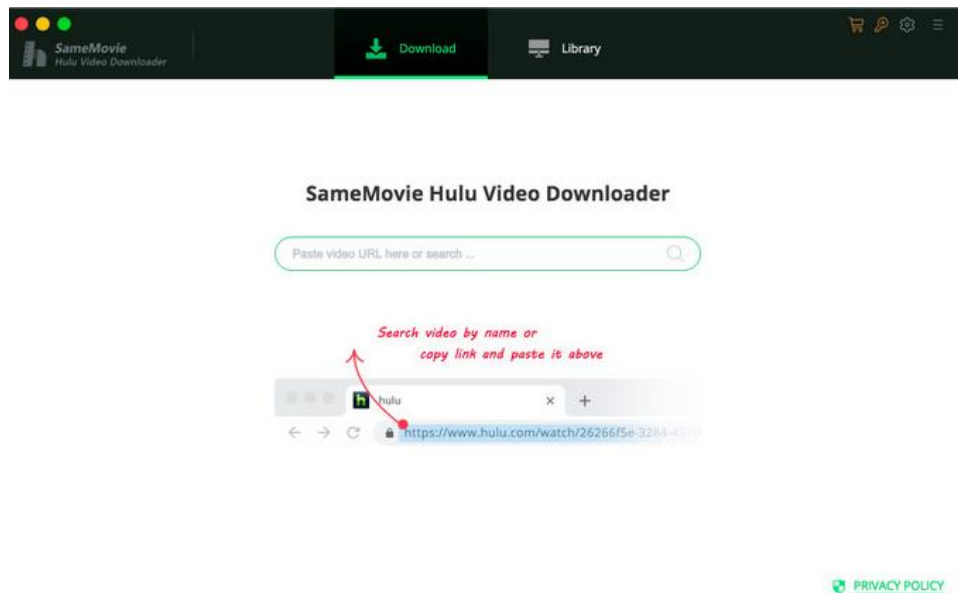 SameMovie
Hulu Video Downloader
Download
Library
SameMovie Hulu Video Downloader
Paste video URL here or search ...
Search video by name or
copy link and paste it above
hulu
https://www.hulu.com/watch/26266f5e-3284-4570
PRIVACY POLICY